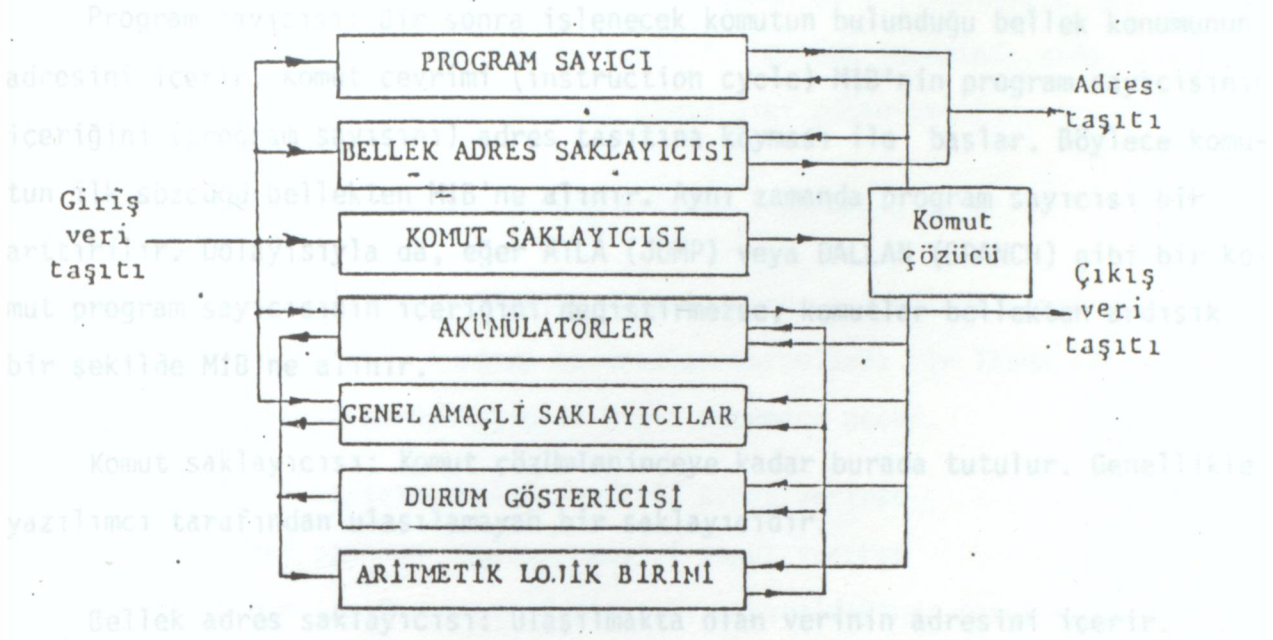 Program sayıcısı: Bir sonra işlenecek komutun bulunduğu bellek konumunun
adresini içerir. Komut çevrimi (instruction cycle) MİB'nin program sayıcısının
içeriğini (program sayısını) adres taşıtına koyması ile başlar. Böylece komu-
tun ilk sözcüğü bellekten MİB'ne alınır. Aynı zamanda program sayıcısı bir
arttırılır. Dolayısıyla da, eğer ATLA (JUMP) veya DALLAN (BRANCH) gibi bir ko-
mut program sayıcısının içeriğini değiştirmezse, komutlar bellekten ardışık
bir şekilde MİB'ne alınır.
Komut saklayıcısı: Komut çözümleninceye kadar burada tutulur. Genellikle
yazılımcı tarafından ulaşılamayan bir saklayıcıdır.
Bellek adres saklayıcısı: Ulaşılmakta olan verinin adresini içerir.
PROGRAM SAYICI
BELLEK ADRES SAKLAYICISI
KOMUT SAKLAYICISI
AKÜMÜLATÖRLER
GENEL AMAÇLİ SAKLAYICILAR
DURUM GÖSTERİCİSİ
ARİTMETİK LOJİK BİRİMİ
Giriş
veri
taşıtı
Adres
taşıtı
Komut
çözücü
Çıkış
veri
taşıtı